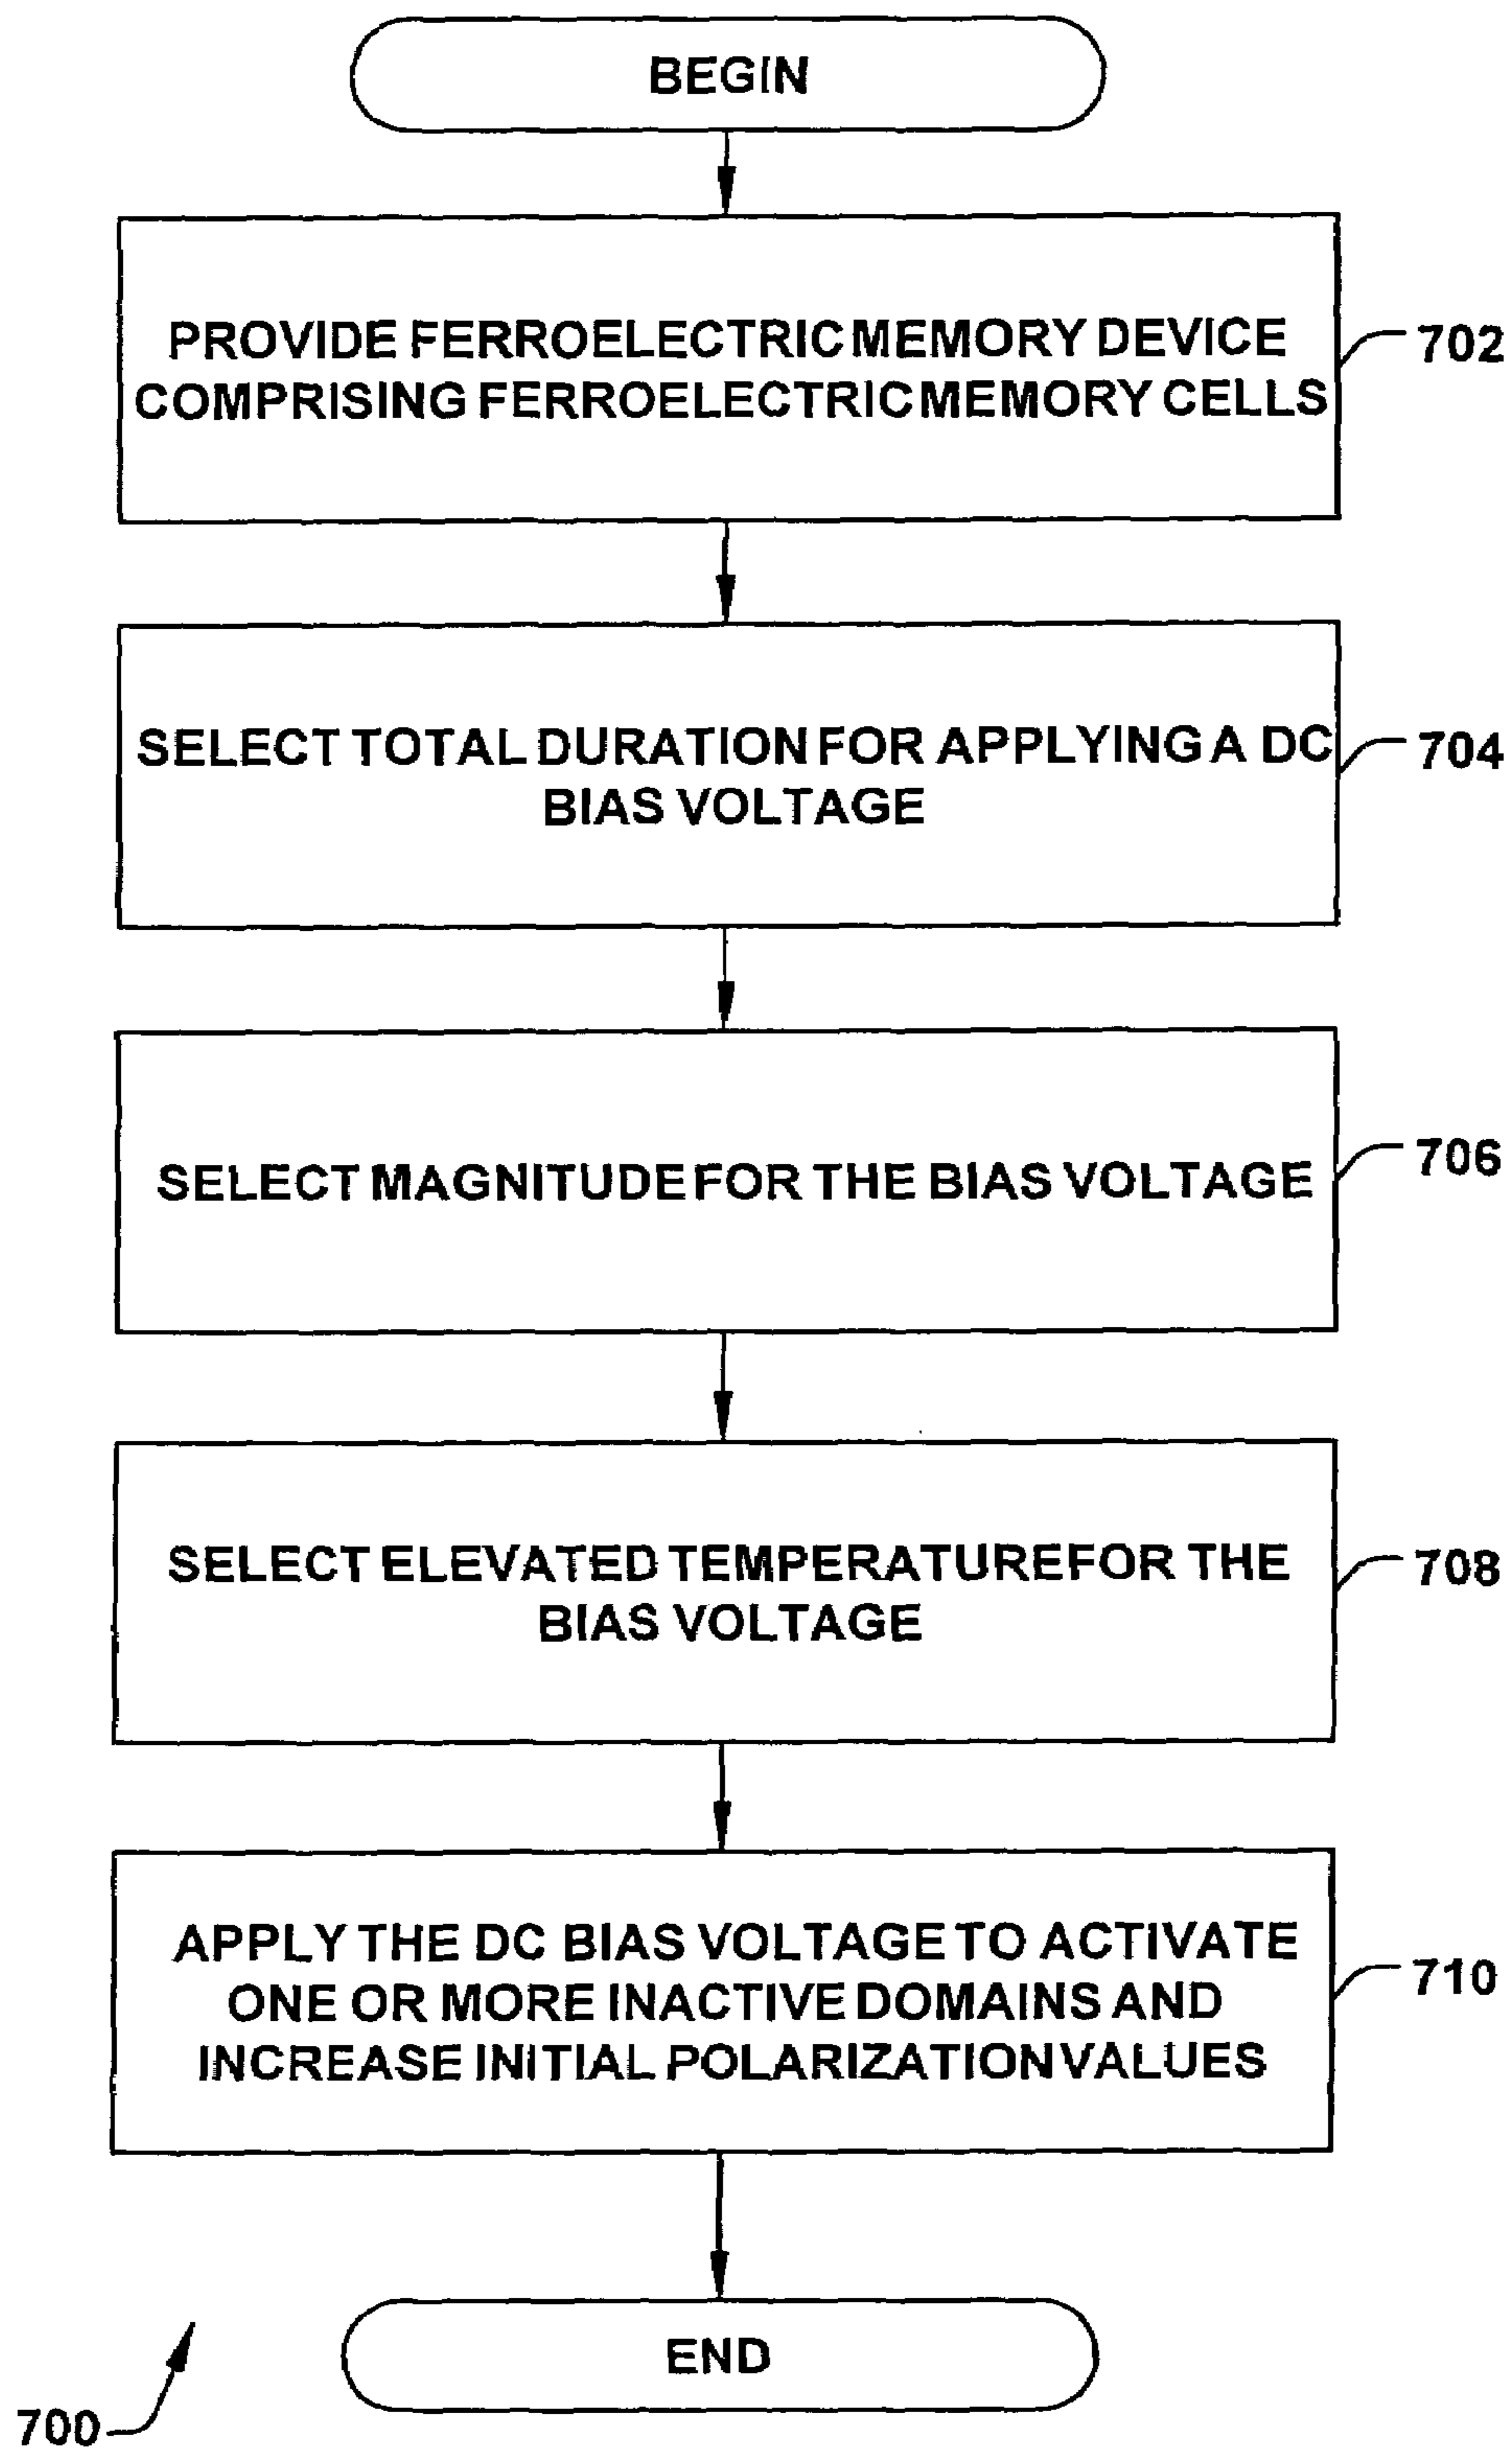 BEGIN
PROVIDE FERROELECTRIC MEMORY DEVICE
COMPRISING FERROELECTRIC MEMORY CELLS
702
SELECT TOTAL DURATION FOR APPLYING A DC
BIAS VOLTAGE
704
SELECT MAGNITUDE FOR THE BIAS VOLTAGE
706
SELECT ELEVATED TEMPERATURE FOR THE
BIAS VOLTAGE
708
APPLY THE DC BIAS VOLTAGE TO ACTIVATE
ONE OR MORE INACTIVE DOMAINS AND
INCREASE INITIAL POLARIZATION VALUES
710
END
700